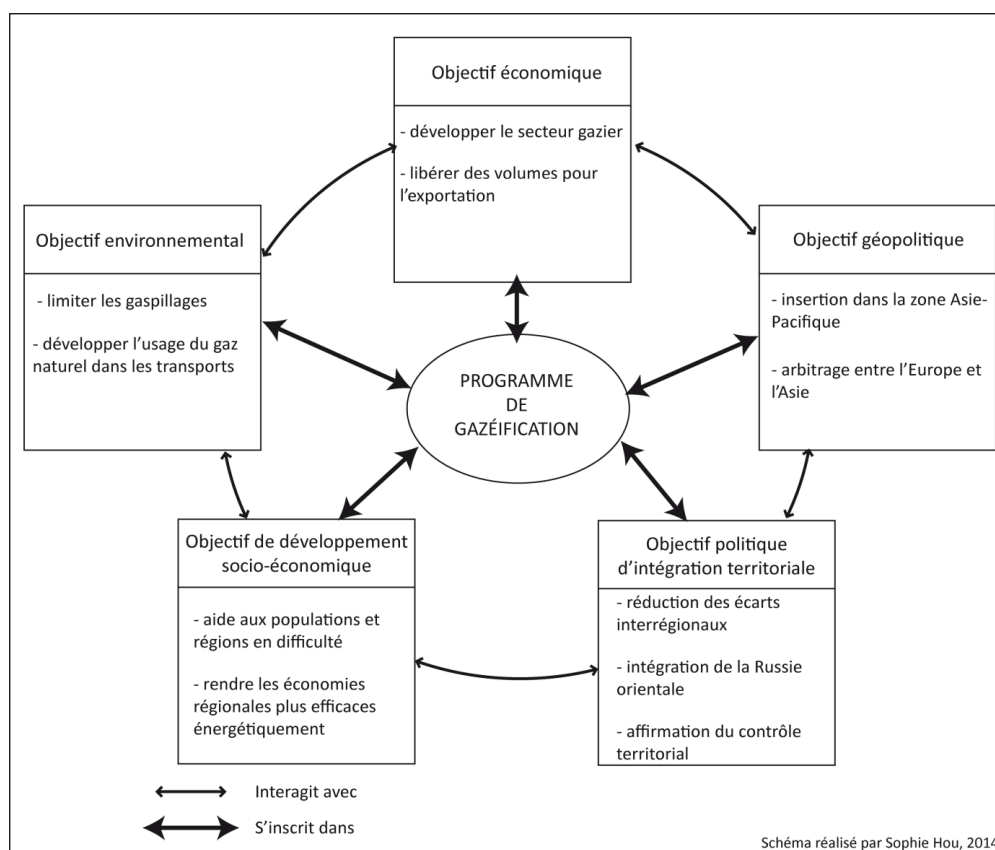 Objectif économique
- développer le secteur gazier
- libérer des volumes pour
l'exportation
Objectif environnemental
- limiter les gaspillages
- développer l'usage du gaz
naturel dans les transports
Objectif géopolitique
- insertion dans la zone Asie-
Pacifique
- arbitrage entre l'Europe et
l'Asie
PROGRAMME
DE
GAZÉIFICATION
Objectif de développement
socio-économique
- aide aux populations et
régions en difficulté
- rendre les économies
régionales plus efficaces
énergétiquement
Objectif politique
d'intégration territoriale
- réduction des écarts
interrégionaux
- intégration de la Russie
orientale
- affirmation du contrôle
territorial
Interagit avec
S'inscrit dans
Schéma réalisé par Sophie Hou, 2014